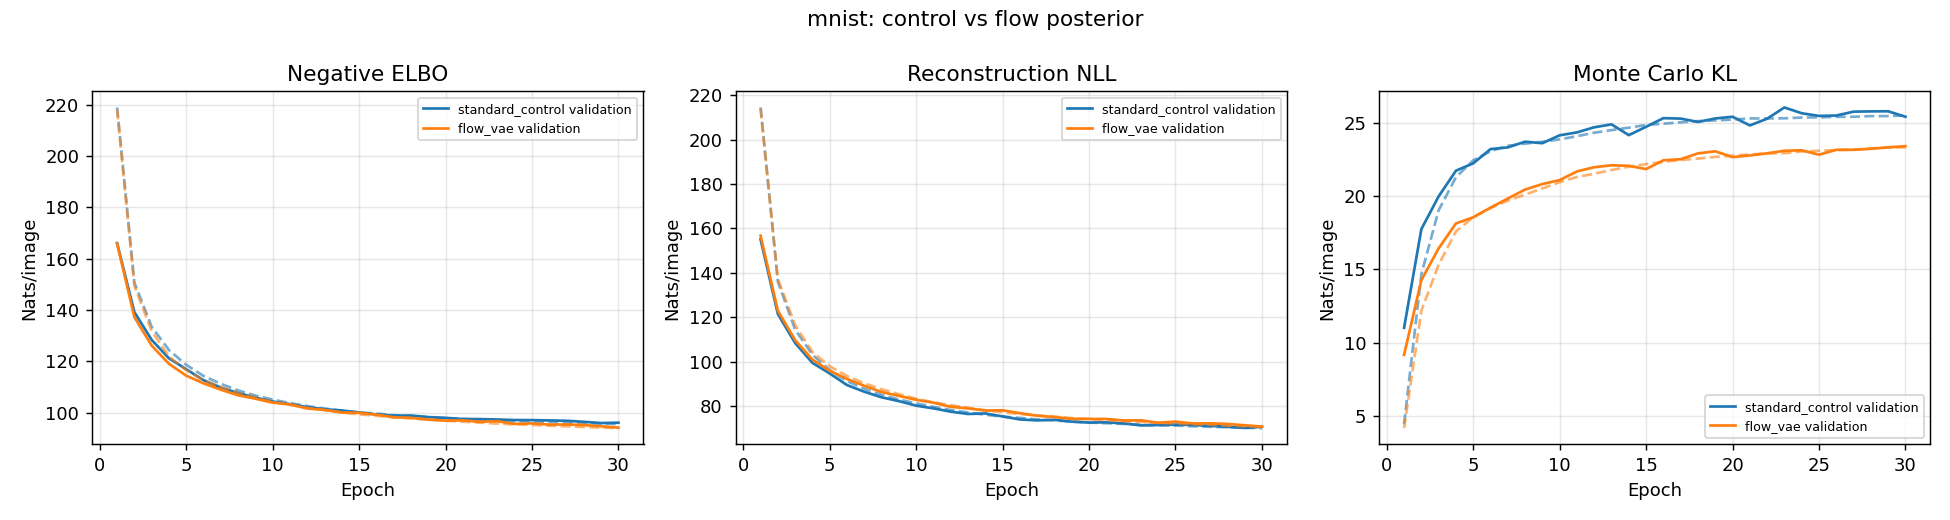 mnist: control vs flow posterior
Negative ELBO
220
200
180
160
140
120
100
Nats/image
0 5 10 15 20 25 30
Epoch
standard_control validation
flow_vae validation
Reconstruction NLL
220
200
180
160
140
120
100
80
Nats/image
0 5 10 15 20 25 30
Epoch
standard_control validation
flow_vae validation
Monte Carlo KL
25
20
15
10
5
Nats/image
0 5 10 15 20 25 30
Epoch
standard_control validation
flow_vae validation